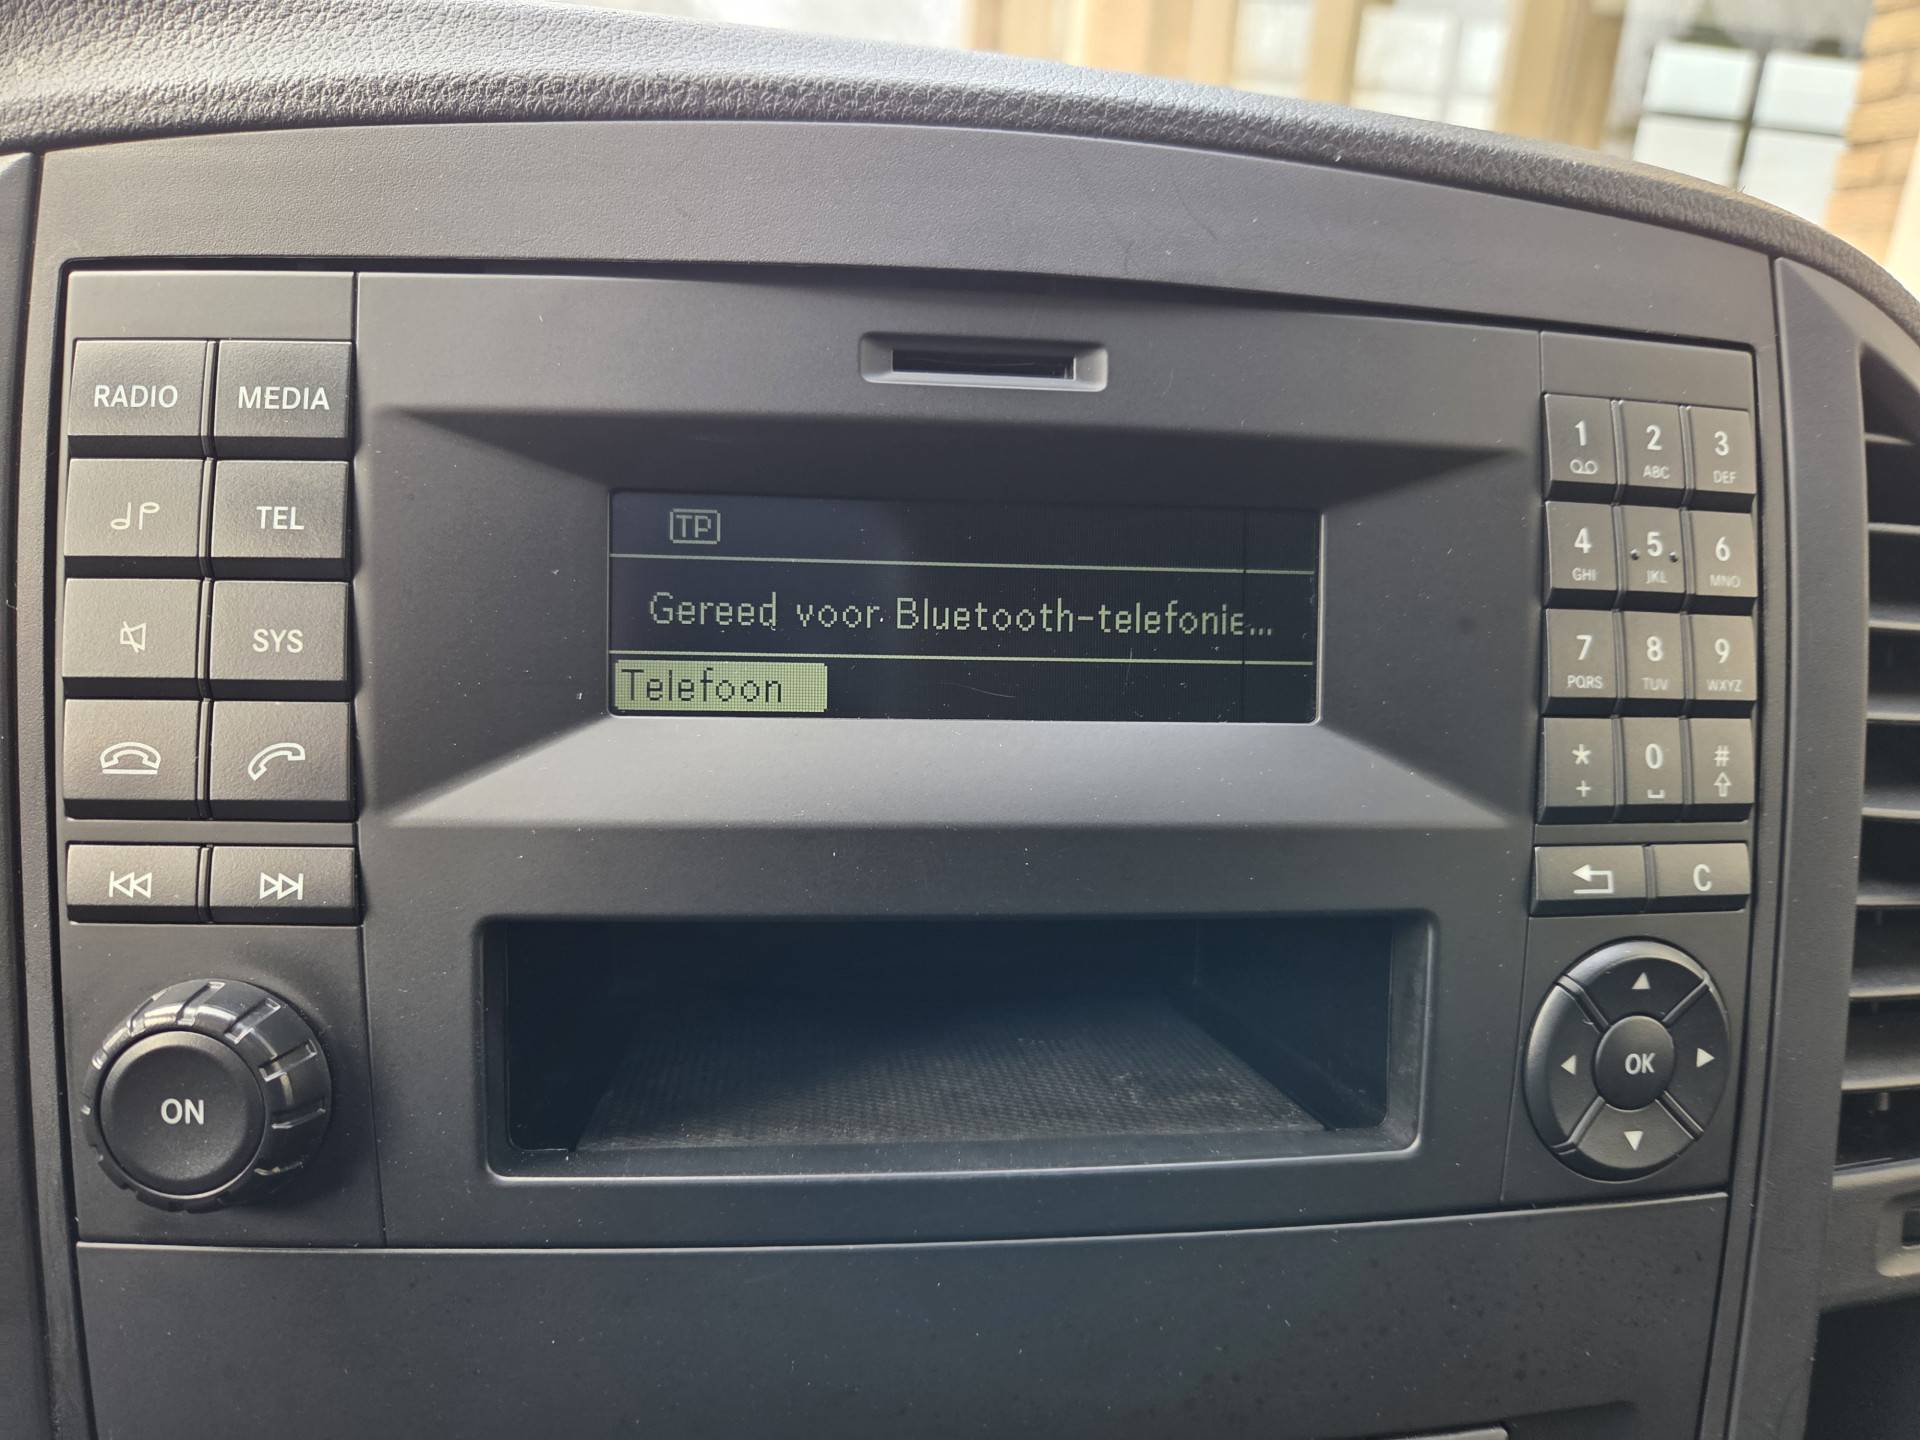 RADIO MEDIA
TEL
SYS
ON
TP
Gereed voor Bluetooth-telefonie...
Telefoon
1 2 3
ABC DEF
4 5 6
GHI JKL MNO
7 8 9
PQRS TUV WXYZ
* 0 #
+
C
OK